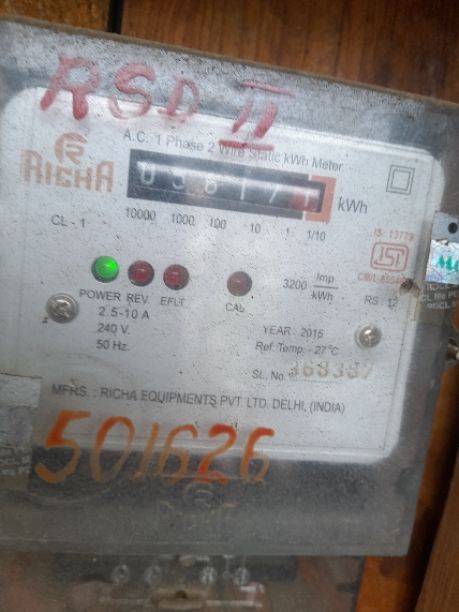 RSD II
A.C. 1 Phase 2 Wire Static kWh Meter
RICHA
kWh
CL - 1
10000 1000 100 10 1 1/10
IS: 13779
3200 Imp/kWh
POWER REV. E.F.LT. CAL
RS : 12
2.5-10 A
240 V.
50 Hz.
YEAR : 2015
Ref. Temp. - 27°C
SL. No.
MFRS. : RICHA EQUIPMENTS PVT. LTD. DELHI, (INDIA)
501626